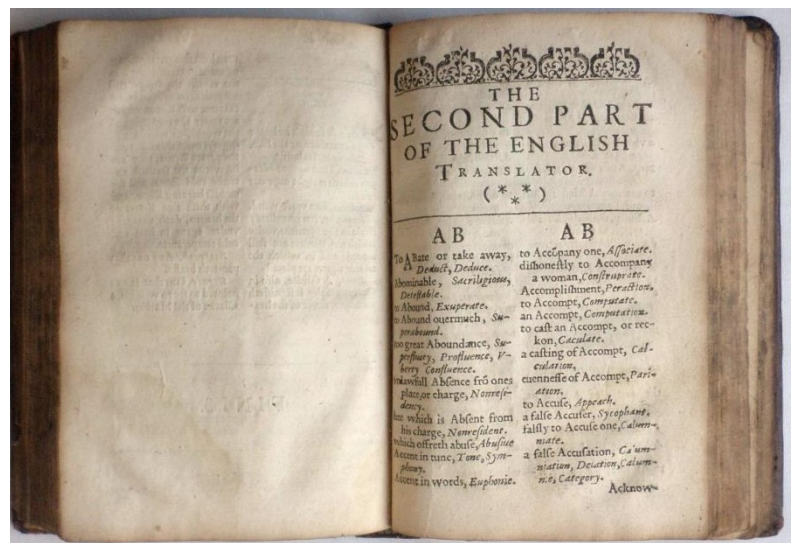 THE
SECOND PART
OF THE ENGLISH
TRANSLATOR.
(***)
AB
To ABate or take away,
Deduct, Deduce.
Abominable, Sacrilegious,
Detestable.
to Abound, Exuperate.
to Abound ouermuch, Su-
perabound.
too great Aboundance, Su-
perfluity, Profluence, V-
berty Confluence.
vnlawfull Absence frō ones
place, or charge, Nonresi-
dency.
one which is Absent from
his charge, Nonresident.
which offreth abuse, Abusiue
Accent in tune, Tone, Sym-
phony.
Accent in words, Euphonie.
AB
to Accōpany one, Associate.
dishonestly to Accompany
a woman, Construprate.
Accomplishment, Peraction.
to Accompt, Computate.
an Accompt, Computation.
to cast an Accompt, or rec-
kon, Caculate.
a casting of Accompt, Cal-
culation,
euennesse of Accompt, Pari-
ation,
to Accuse, Appeach.
a false Accuser, Sycophant.
falsly to Accuse one, Calum-
niate.
a false Accusation, Calum-
niation, Delation, Calum-
nie, Category.
Acknow-